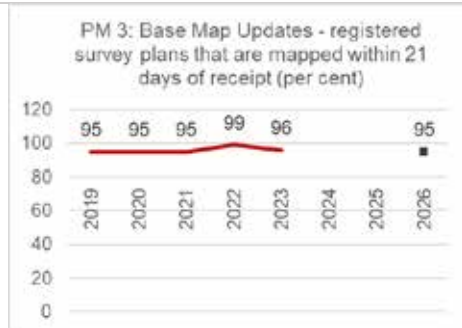 PM 3: Base Map Updates - registered
survey plans that are mapped within 21
days of receipt (per cent)
120
95 95 95 99 96 95
100
80
2019 2020 2021 2022 2023 2024 2025 2026
60
40
20
0